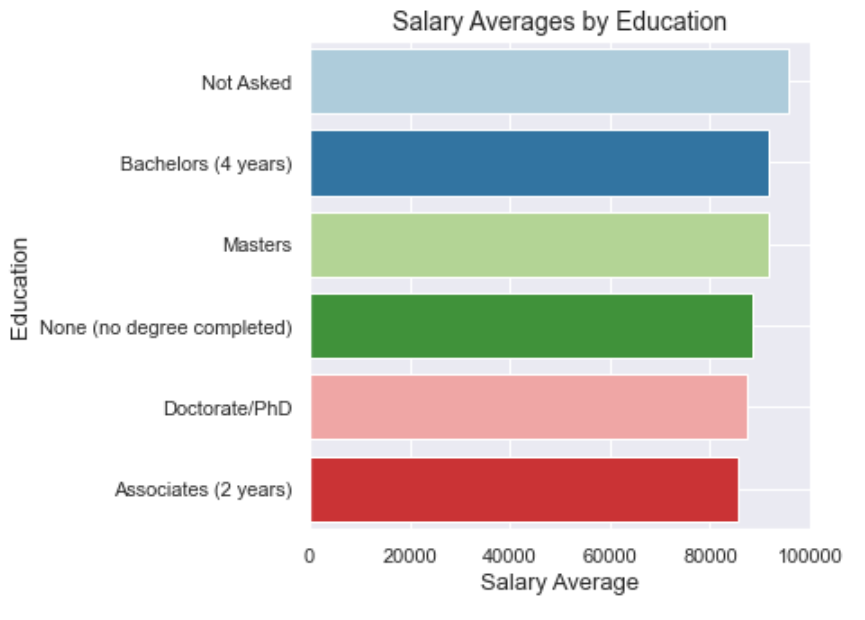 Salary Averages by Education
Not Asked
Bachelors (4 years)
Masters
None (no degree completed)
Doctorate/PhD
Associates (2 years)
Education
0 20000 40000 60000 80000 100000
Salary Average